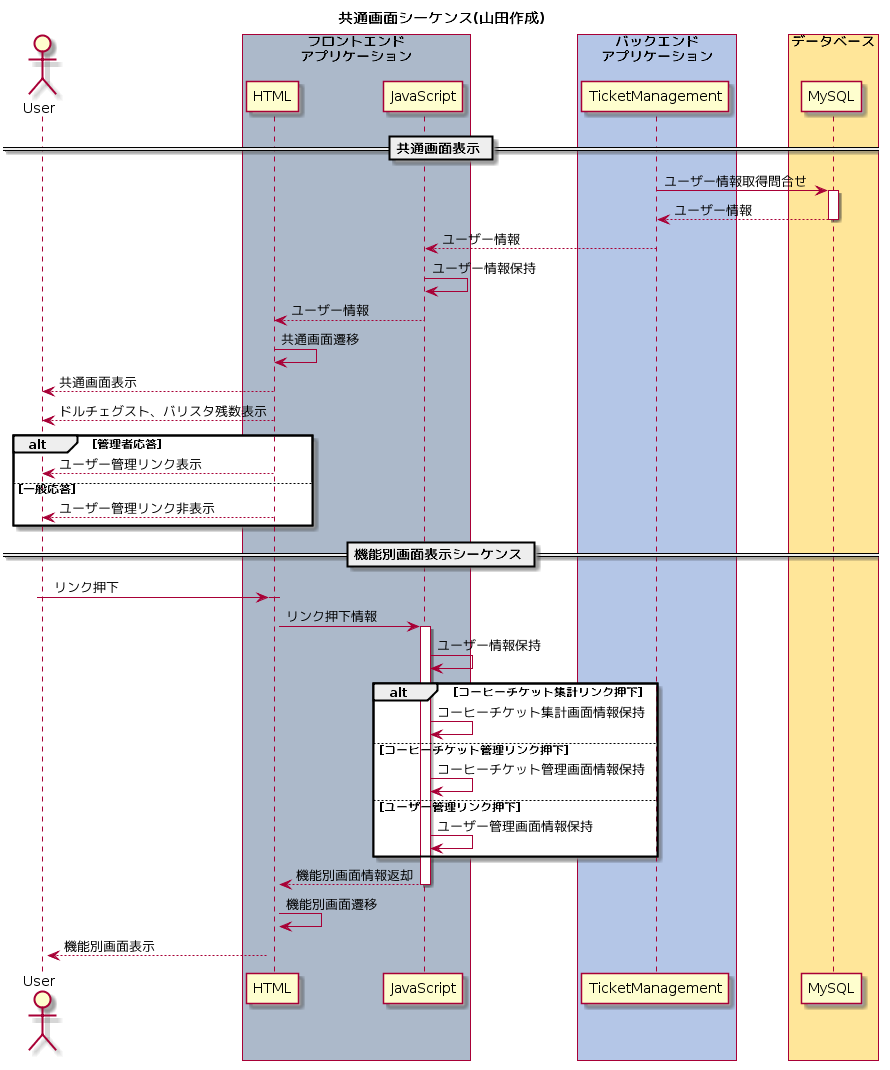 共通画面シーケンス(山田作成)
フロントエンド
アプリケーション
バックエンド
アプリケーション
データベース
User
HTML
JavaScript
TicketManagement
MySQL
共通画面表示
ユーザー情報取得問合せ
ユーザー情報
ユーザー情報
ユーザー情報保持
ユーザー情報
共通画面遷移
共通画面表示
ドルチェグスト、バリスタ残数表示
alt
[管理者応答]
ユーザー管理リンク表示
[一般応答]
ユーザー管理リンク非表示
機能別画面表示シーケンス
リンク押下
リンク押下情報
ユーザー情報保持
alt
[コーヒーチケット集計リンク押下]
コーヒーチケット集計画面情報保持
[コーヒーチケット管理リンク押下]
コーヒーチケット管理画面情報保持
[ユーザー管理リンク押下]
ユーザー管理画面情報保持
機能別画面情報返却
機能別画面遷移
機能別画面表示
User
HTML
JavaScript
TicketManagement
MySQL